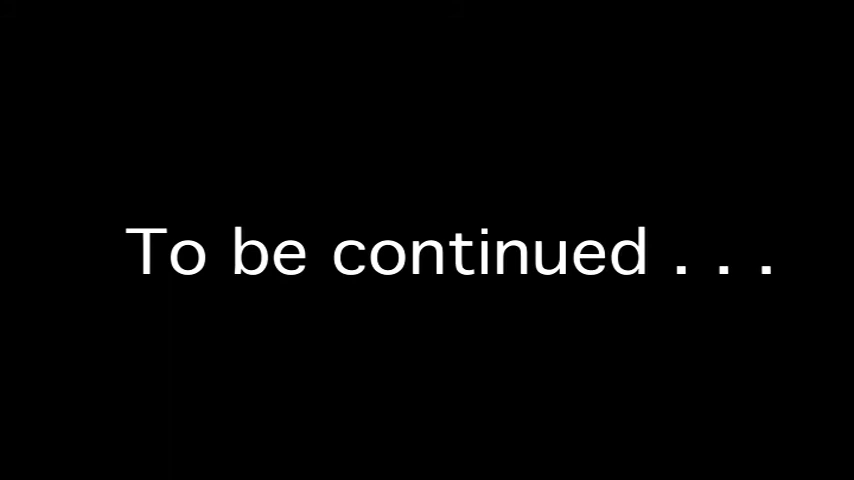 To be continued . . .